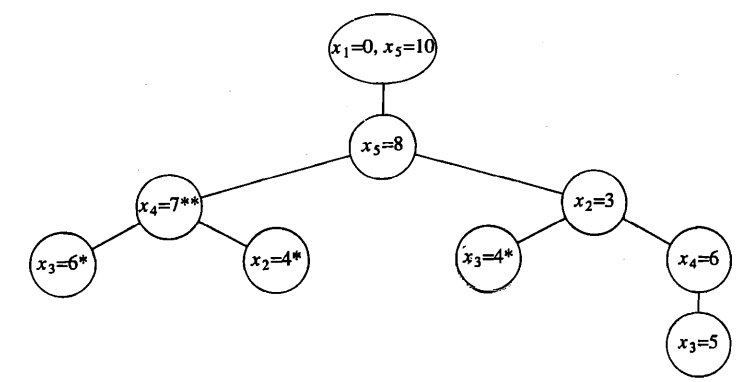 x₁=0, x₅=10
x₅=8
x₄=7**
x₂=3
x₃=6*
x₂=4*
x₃=4*
x₄=6
x₃=5